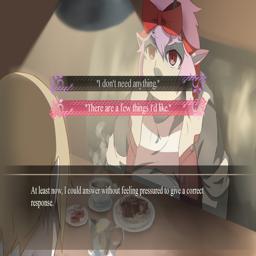 "I don't need anything."
"There are a few things I'd like."
At least now, I could answer without feeling pressured to give a correct
response.